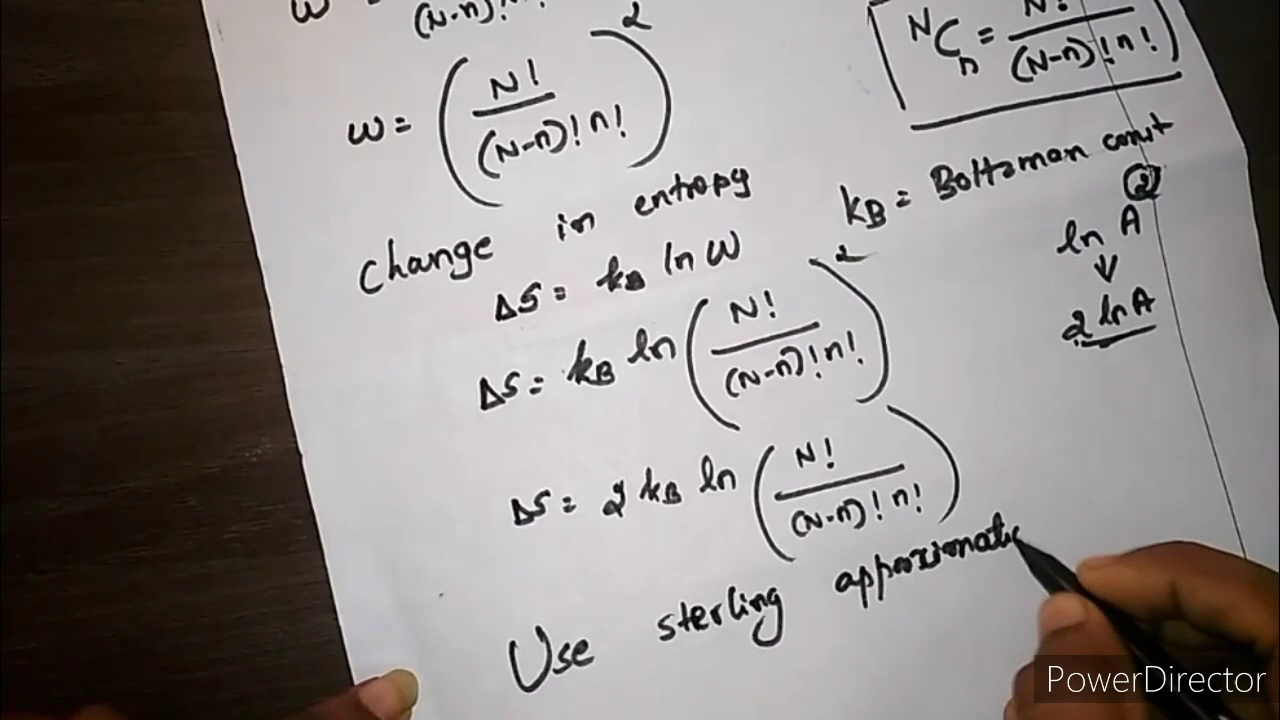 ω = (N-n)! n!
ω = ( N! / (N-n)! n! )²
ᴺCₙ = N! / (N-n)! n!
Change in entropy
kB = Boltzman const
ΔS = kB ln ω
ln A²
↓
2 ln A
ΔS = kB ln ( N! / (N-n)! n! )²
ΔS = 2 kB ln ( N! / (N-n)! n! )
Use sterling approximatio
PowerDirector